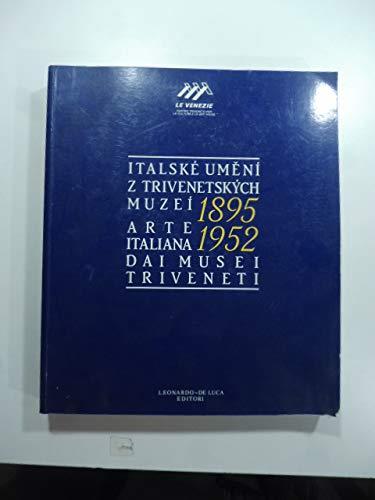 LE VENEZIE
ITALSKÉ UMĚNÍ
Z TRIVENETSKÝCH
MUZEÍ 1895
ARTE
ITALIANA 1952
DAI MUSEI
TRIVENETI
LEONARDO-DE LUCA
EDITORI